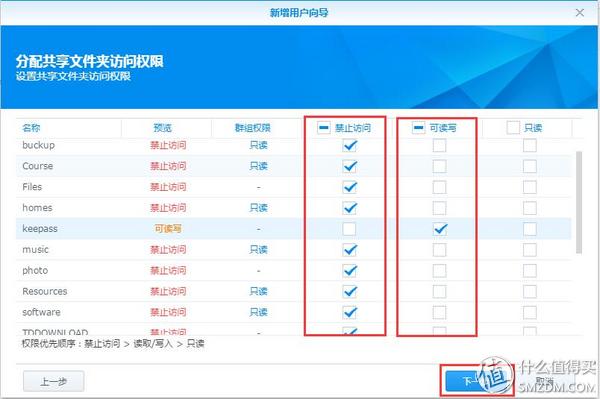 新增用户向导
分配共享文件夹访问权限
设置共享文件夹访问权限
名称 预览 群组权限 禁止访问 可读写 只读
buckup 禁止访问 只读
Course 禁止访问 只读
Files 禁止访问 -
homes 禁止访问 只读
keepass 可读写 -
music 禁止访问 只读
photo 禁止访问 -
Resources 禁止访问 只读
software 禁止访问 只读
TDDOWNLOAD 禁止访问 -
权限优先顺序：禁止访问 > 读取/写入 > 只读
上一步 下一 取消
值 什么值得买
SMZDM.COM